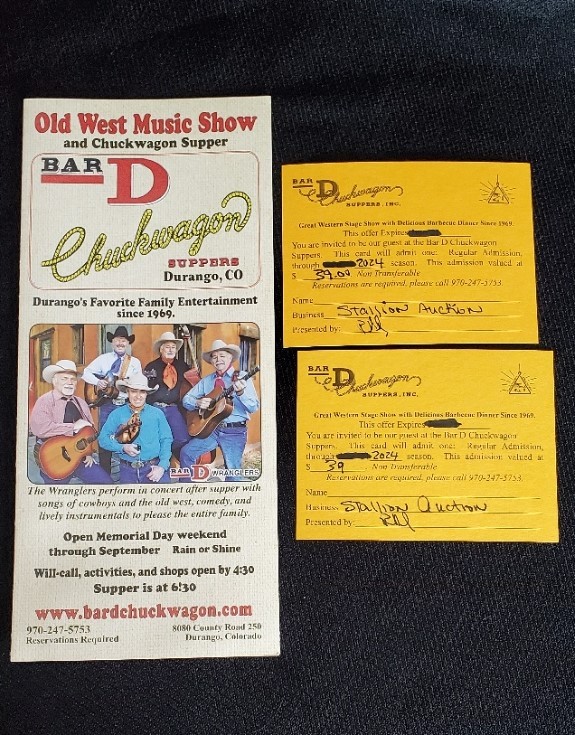 Old West Music Show
and Chuckwagon Supper
BAR D
Chuckwagon
SUPPERS
Durango, CO
Durango's Favorite Family Entertainment
since 1969.
BAR D WRANGLERS
The Wranglers perform in concert after supper with
songs of cowboys and the old west, comedy, and
lively instrumentals to please the entire family.
Open Memorial Day weekend
through September Rain or Shine
Will-call, activities, and shops open by 4:30
Supper is at 6:30
www.bardchuckwagon.com
970-247-5753
Reservations Required
8080 County Road 250
Durango, Colorado
BAR D Chuckwagon
SUPPERS, INC.
Great Western Stage Show with Delicious Barbecue Dinner Since 1969.
This offer Expires
You are invited to be our guest at the Bar D Chuckwagon
Suppers. This card will admit one: Regular Admission,
through 2024 season. This admission valued at
$ 39.00 Non Transferable
Reservations are required, please call 970-247-5753.
Name
Business Stallion Auction
Presented by:
BAR D Chuckwagon
SUPPERS, INC.
Great Western Stage Show with Delicious Barbecue Dinner Since 1969.
This offer Expires
You are invited to be our guest at the Bar D Chuckwagon
Suppers. This card will admit one: Regular Admission,
through 2024 season. This admission valued at
$ 39 Non Transferable
Reservations are required, please call 970-247-5753.
Name
Business Stallion Auction
Presented by: